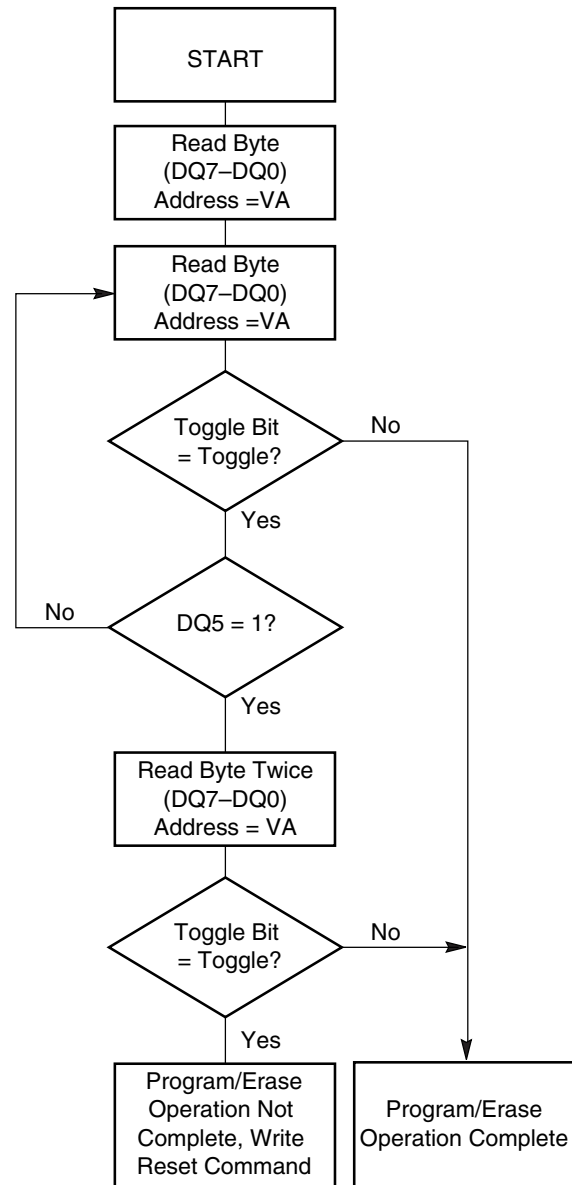 START
Read Byte
(DQ7–DQ0)
Address =VA
Read Byte
(DQ7–DQ0)
Address =VA
Toggle Bit
= Toggle?
No
Yes
No
DQ5 = 1?
Yes
Read Byte Twice
(DQ7–DQ0)
Address = VA
Toggle Bit
= Toggle?
No
Yes
Program/Erase
Operation Not
Complete, Write
Reset Command
Program/Erase
Operation Complete